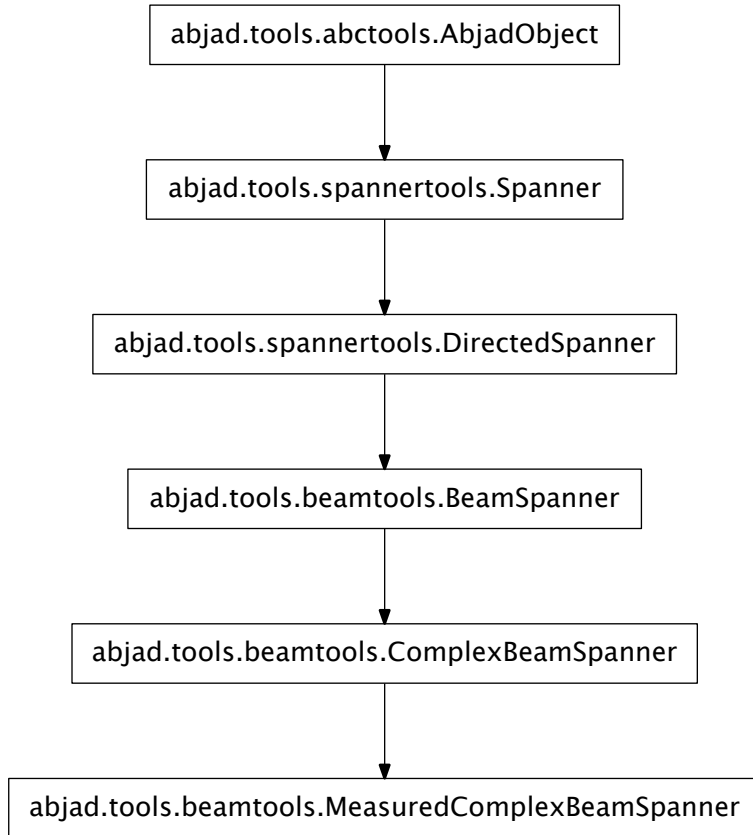 abjad.tools.abctools.AbjadObject
abjad.tools.spannertools.Spanner
abjad.tools.spannertools.DirectedSpanner
abjad.tools.beamtools.BeamSpanner
abjad.tools.beamtools.ComplexBeamSpanner
abjad.tools.beamtools.MeasuredComplexBeamSpanner